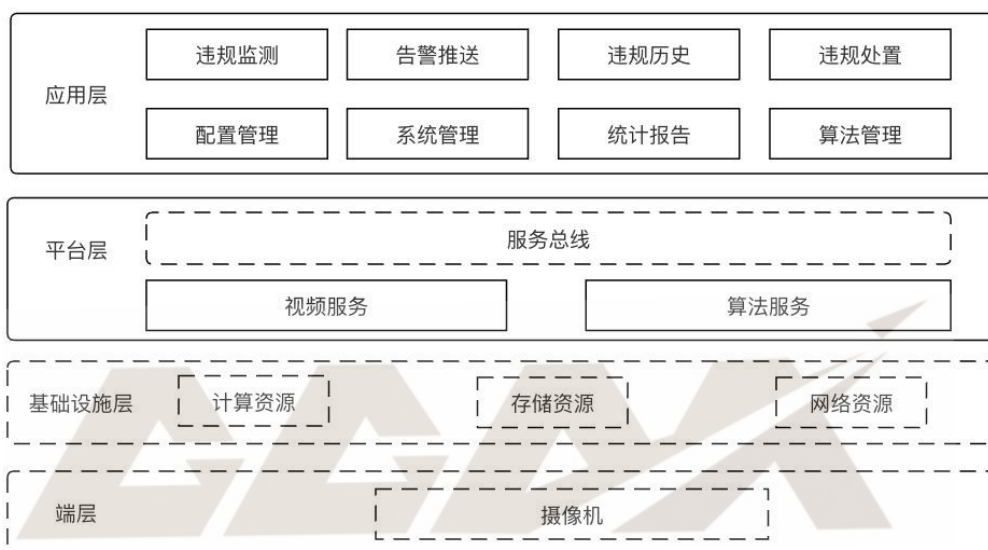 违规监测 告警推送 违规历史 违规处置
应用层
配置管理 系统管理 统计报告 算法管理
服务总线
平台层
视频服务 算法服务
基础设施层 计算资源 存储资源 网络资源
端层 摄像机